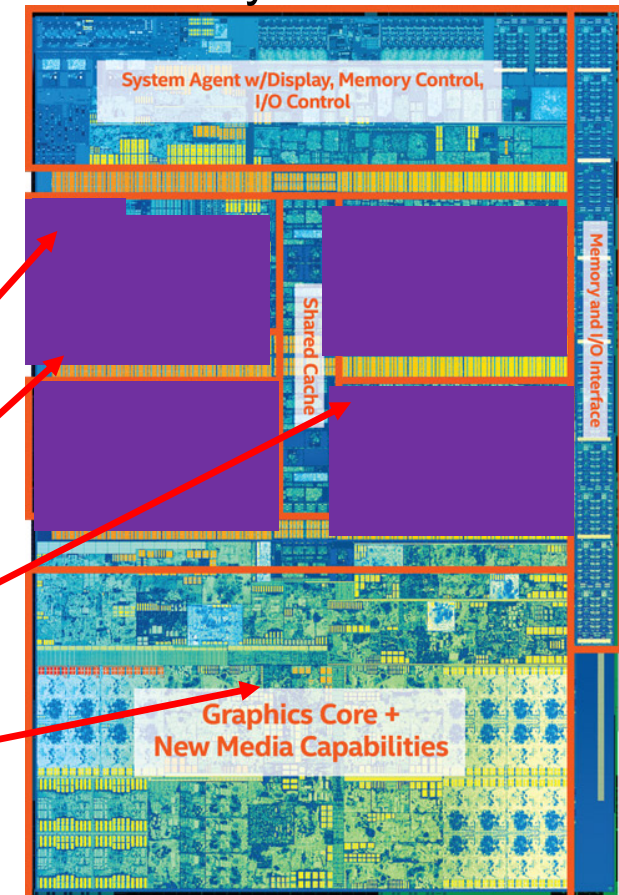 System Agent w/Display, Memory Control,
I/O Control
Shared Cache
Memory and I/O Interface
Graphics Core +
New Media Capabilities